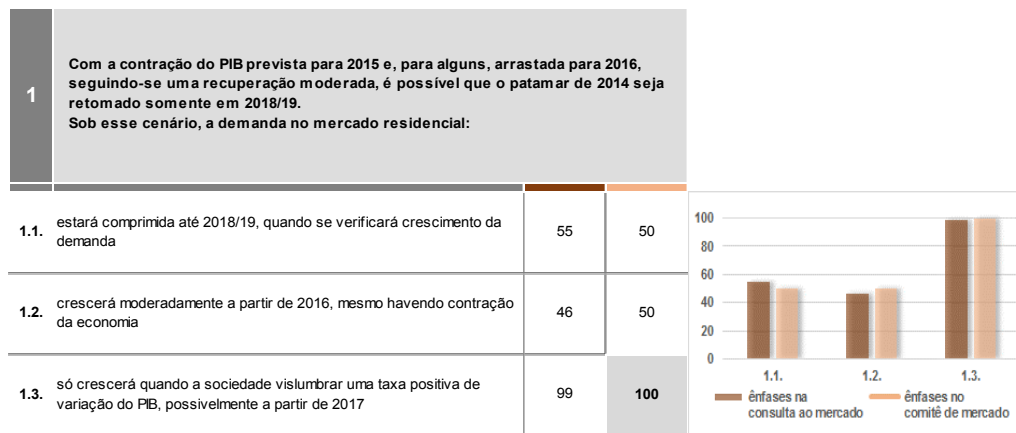 1
Com a contração do PIB prevista para 2015 e, para alguns, arrastada para 2016,
seguindo-se uma recuperação moderada, é possível que o patamar de 2014 seja
retomado somente em 2018/19.
Sob esse cenário, a demanda no mercado residencial:
1.1. estará comprimida até 2018/19, quando se verificará crescimento da
demanda
55 50
1.2. crescerá moderadamente a partir de 2016, mesmo havendo contração
da economia
46 50
1.3. só crescerá quando a sociedade vislumbrar uma taxa positiva de
variação do PIB, possivelmente a partir de 2017
99 100
100
80
60
40
20
0
1.1. 1.2. 1.3.
ênfases na
consulta ao mercado
ênfases no
comitê de mercado